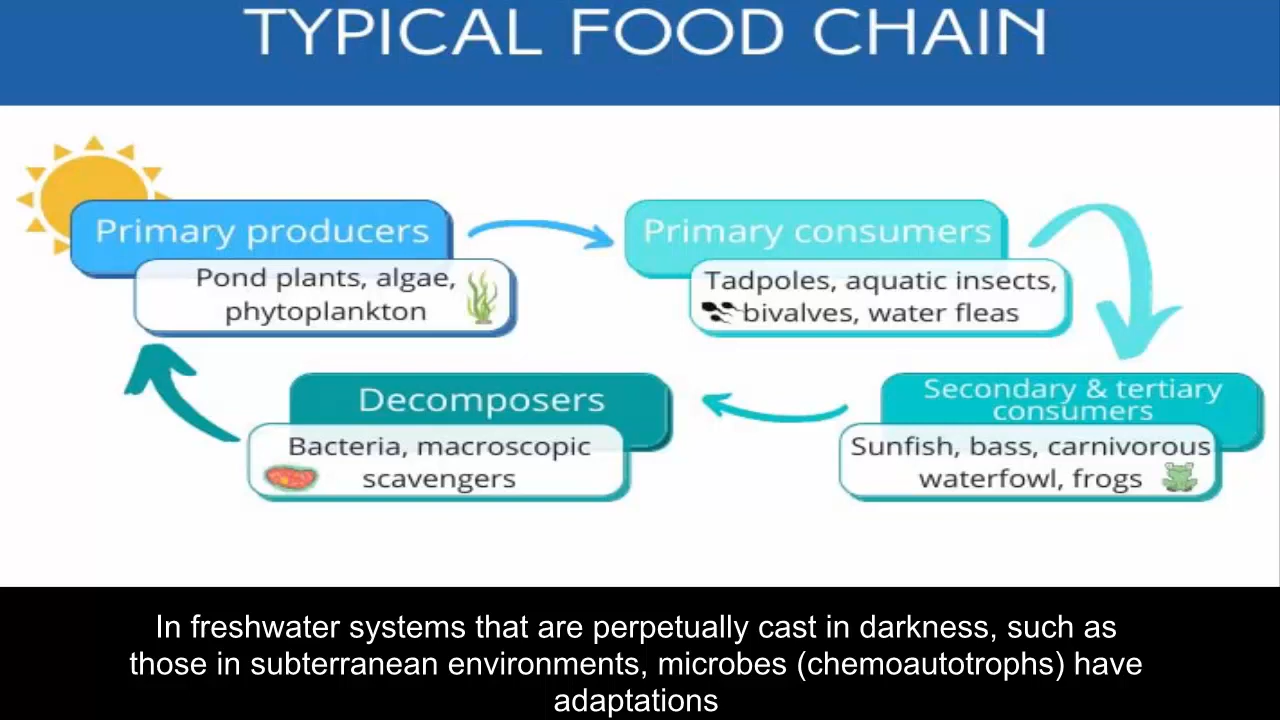 TYPICAL FOOD CHAIN
Primary producers
Pond plants, algae,
phytoplankton
Primary consumers
Tadpoles, aquatic insects,
bivalves, water fleas
Secondary & tertiary
consumers
Sunfish, bass, carnivorous
waterfowl, frogs
Decomposers
Bacteria, macroscopic
scavengers
In freshwater systems that are perpetually cast in darkness, such as
those in subterranean environments, microbes (chemoautotrophs) have
adaptations